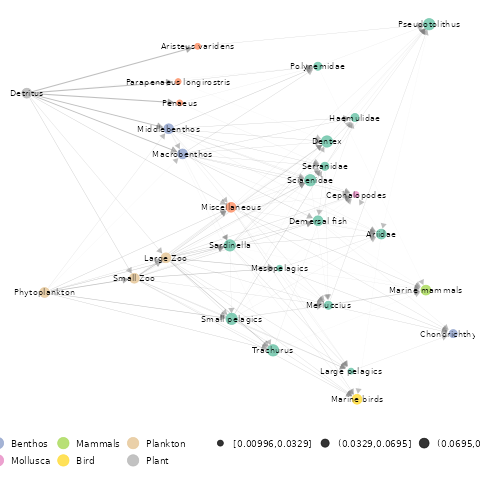 Pseupotolithus
Aristeus varidens
Polynemidae
Parapenaeus longirostris
Detritus
Penaeus
Haemulidae
Middlebenthos
Dentex
Macrobenthos
Serranidae
Sciaenidae
Cephalopodes
Miscellaneous
Demersal fish
Ariidae
Sardinella
Large Zoo
Mesopelagics
Small Zoo
Phytoplankton
Marine mammals
Merluccius
Small pelagics
Chondrichthy
Trachurus
Large pelagics
Marine birds
Benthos Mammals Plankton [0.00996,0.0329] (0.0329,0.0695] (0.0695,0
Mollusca Bird Plant